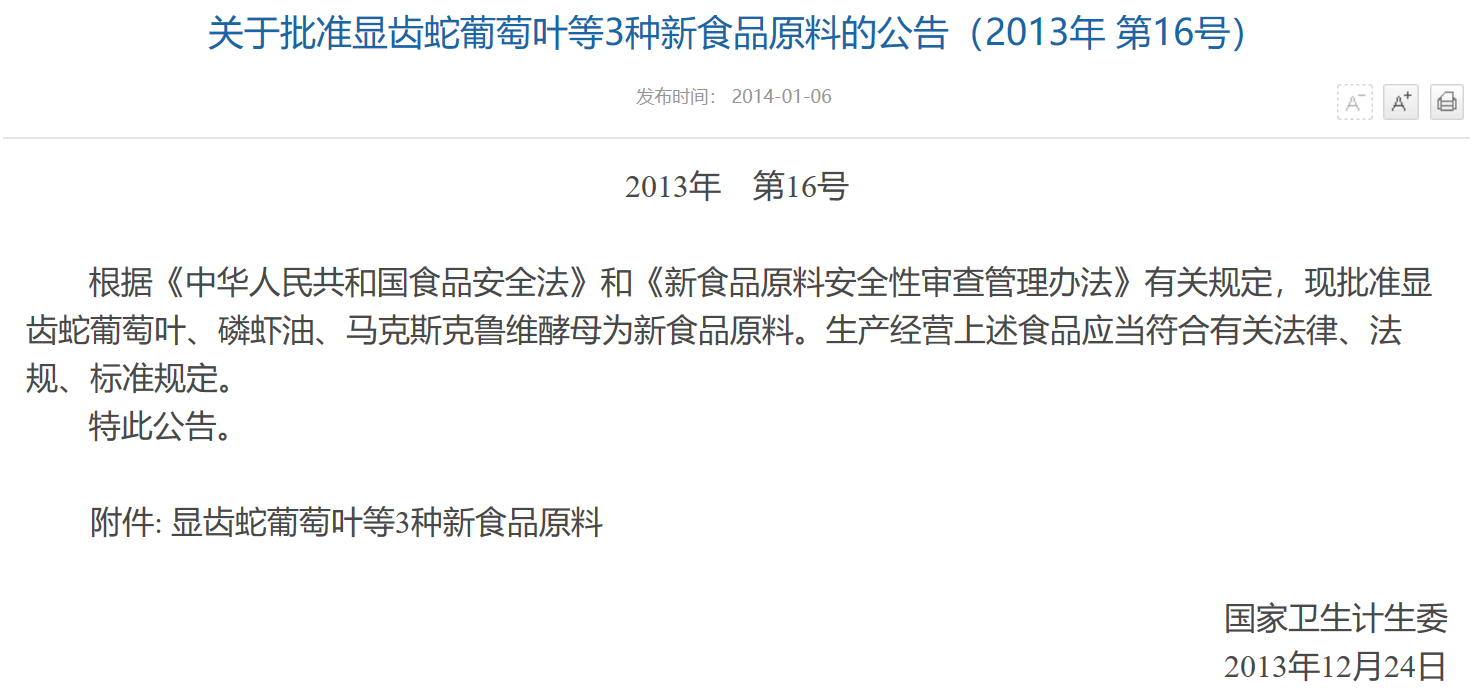 关于批准显齿蛇葡萄叶等3种新食品原料的公告（2013年 第16号）
发布时间： 2014-01-06
A-
A+
2013年　第16号
根据《中华人民共和国食品安全法》和《新食品原料安全性审查管理办法》有关规定，现批准显
齿蛇葡萄叶、磷虾油、马克斯克鲁维酵母为新食品原料。生产经营上述食品应当符合有关法律、法
规、标准规定。
特此公告。
附件: 显齿蛇葡萄叶等3种新食品原料
国家卫生计生委
2013年12月24日